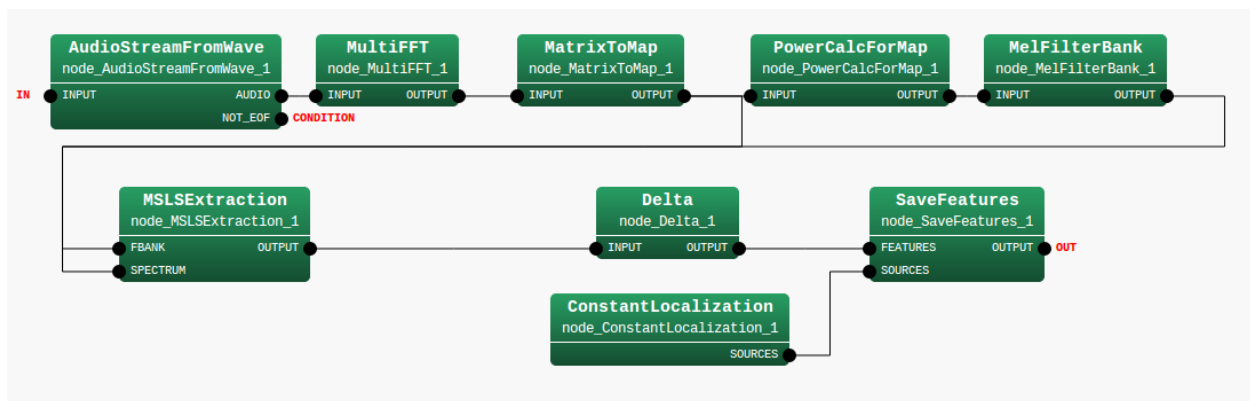 AudioStreamFromWave
node_AudioStreamFromWave_1
IN
INPUT
AUDIO
NOT_EOF
CONDITION
MultiFFT
node_MultiFFT_1
INPUT
OUTPUT
MatrixToMap
node_MatrixToMap_1
INPUT
OUTPUT
PowerCalcForMap
node_PowerCalcForMap_1
INPUT
OUTPUT
MelFilterBank
node_MelFilterBank_1
INPUT
OUTPUT
MSLSExtraction
node_MSLSExtraction_1
FBANK
OUTPUT
SPECTRUM
Delta
node_Delta_1
INPUT
OUTPUT
SaveFeatures
node_SaveFeatures_1
FEATURES
OUTPUT
OUT
SOURCES
ConstantLocalization
node_ConstantLocalization_1
SOURCES